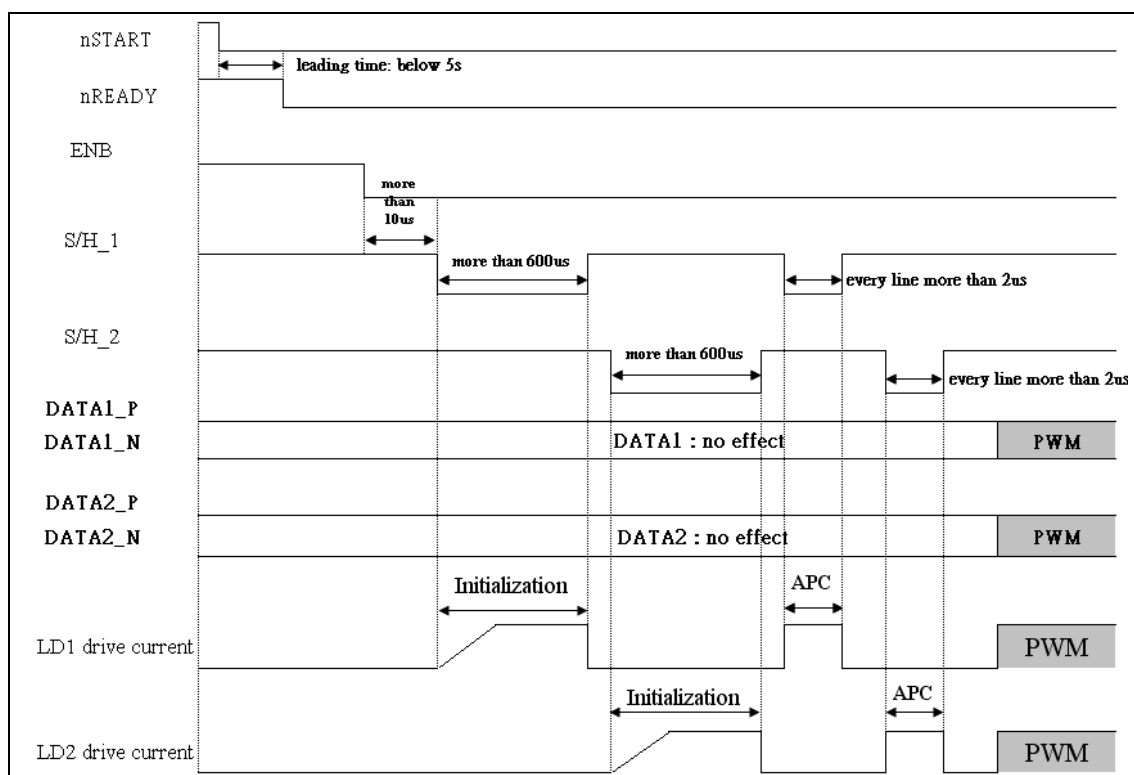 nSTART
leading time: below 5s
nREADY
ENB
more
than
10us
S/H_1
more than 600us
every line more than 2us
S/H_2
more than 600us
every line more than 2us
DATA1_P
DATA1_N
DATA1 : no effect
PWM
DATA2_P
DATA2_N
DATA2 : no effect
PWM
Initialization
APC
LD1 drive current
PWM
Initialization
APC
LD2 drive current
PWM